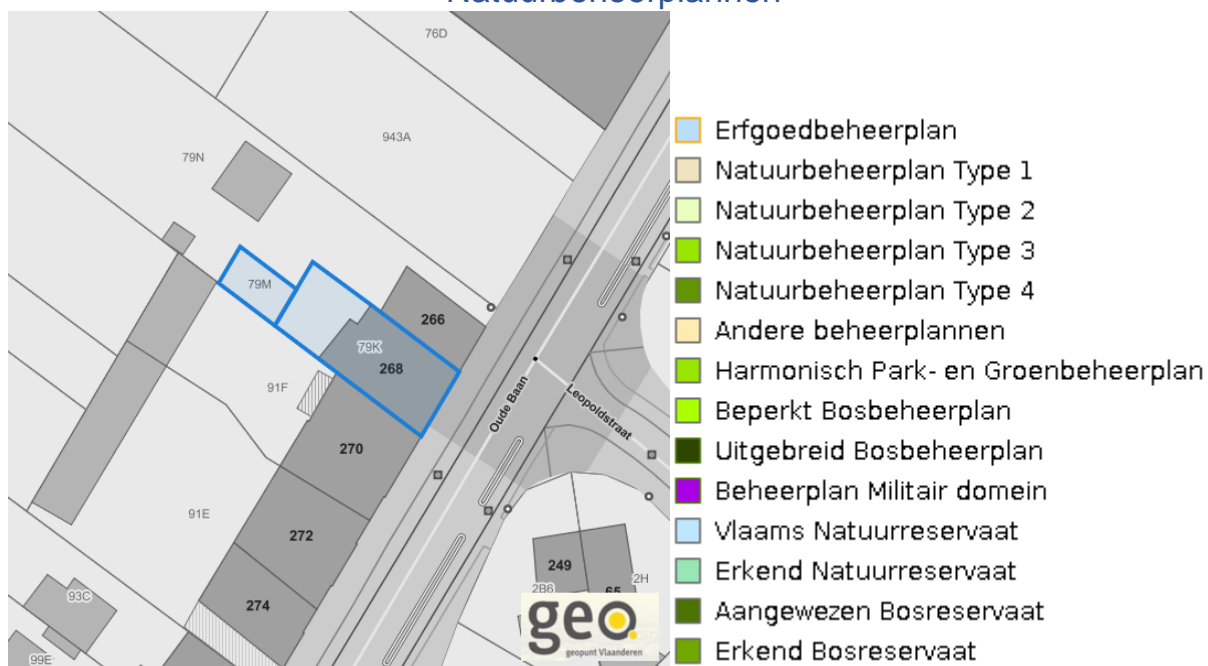 Natuurbeheerplannen
76D
943A
79N
79M
266
79K
268
91F
Oude Baan
Leopoldstraat
270
91E
272
249
2H
2B6
65
93C
274
99E
geo
geopunt Vlaanderen
Erfgoedbeheerplan
Natuurbeheerplan Type 1
Natuurbeheerplan Type 2
Natuurbeheerplan Type 3
Natuurbeheerplan Type 4
Andere beheerplannen
Harmonisch Park- en Groenbeheerplan
Beperkt Bosbeheerplan
Uitgebreid Bosbeheerplan
Beheerplan Militair domein
Vlaams Natuurreservaat
Erkend Natuurreservaat
Aangewezen Bosreservaat
Erkend Bosreservaat